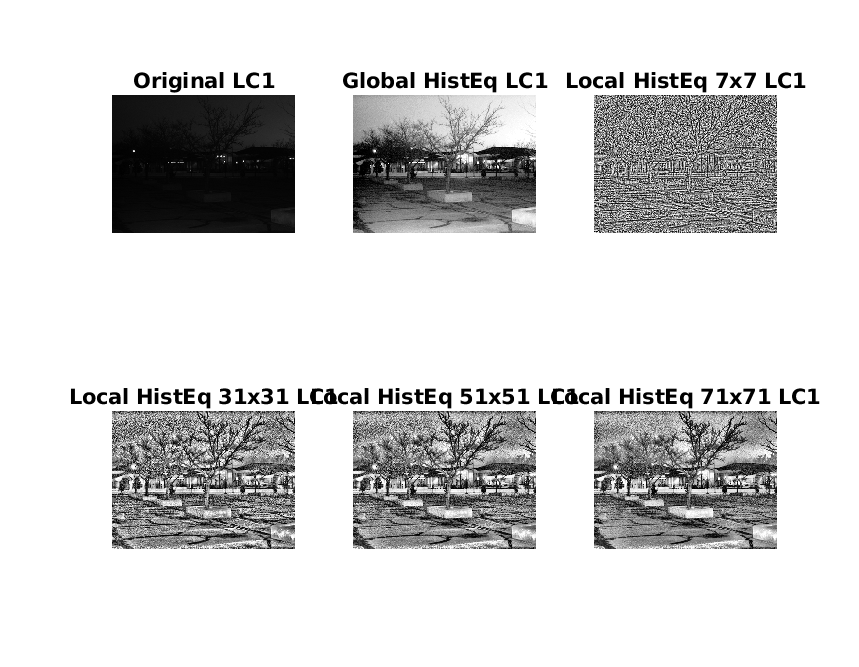 Original LC1
Global HistEq LC1
Local HistEq 7x7 LC1
Local HistEq 31x31 LC1
Local HistEq 51x51 LC1
Local HistEq 71x71 LC1